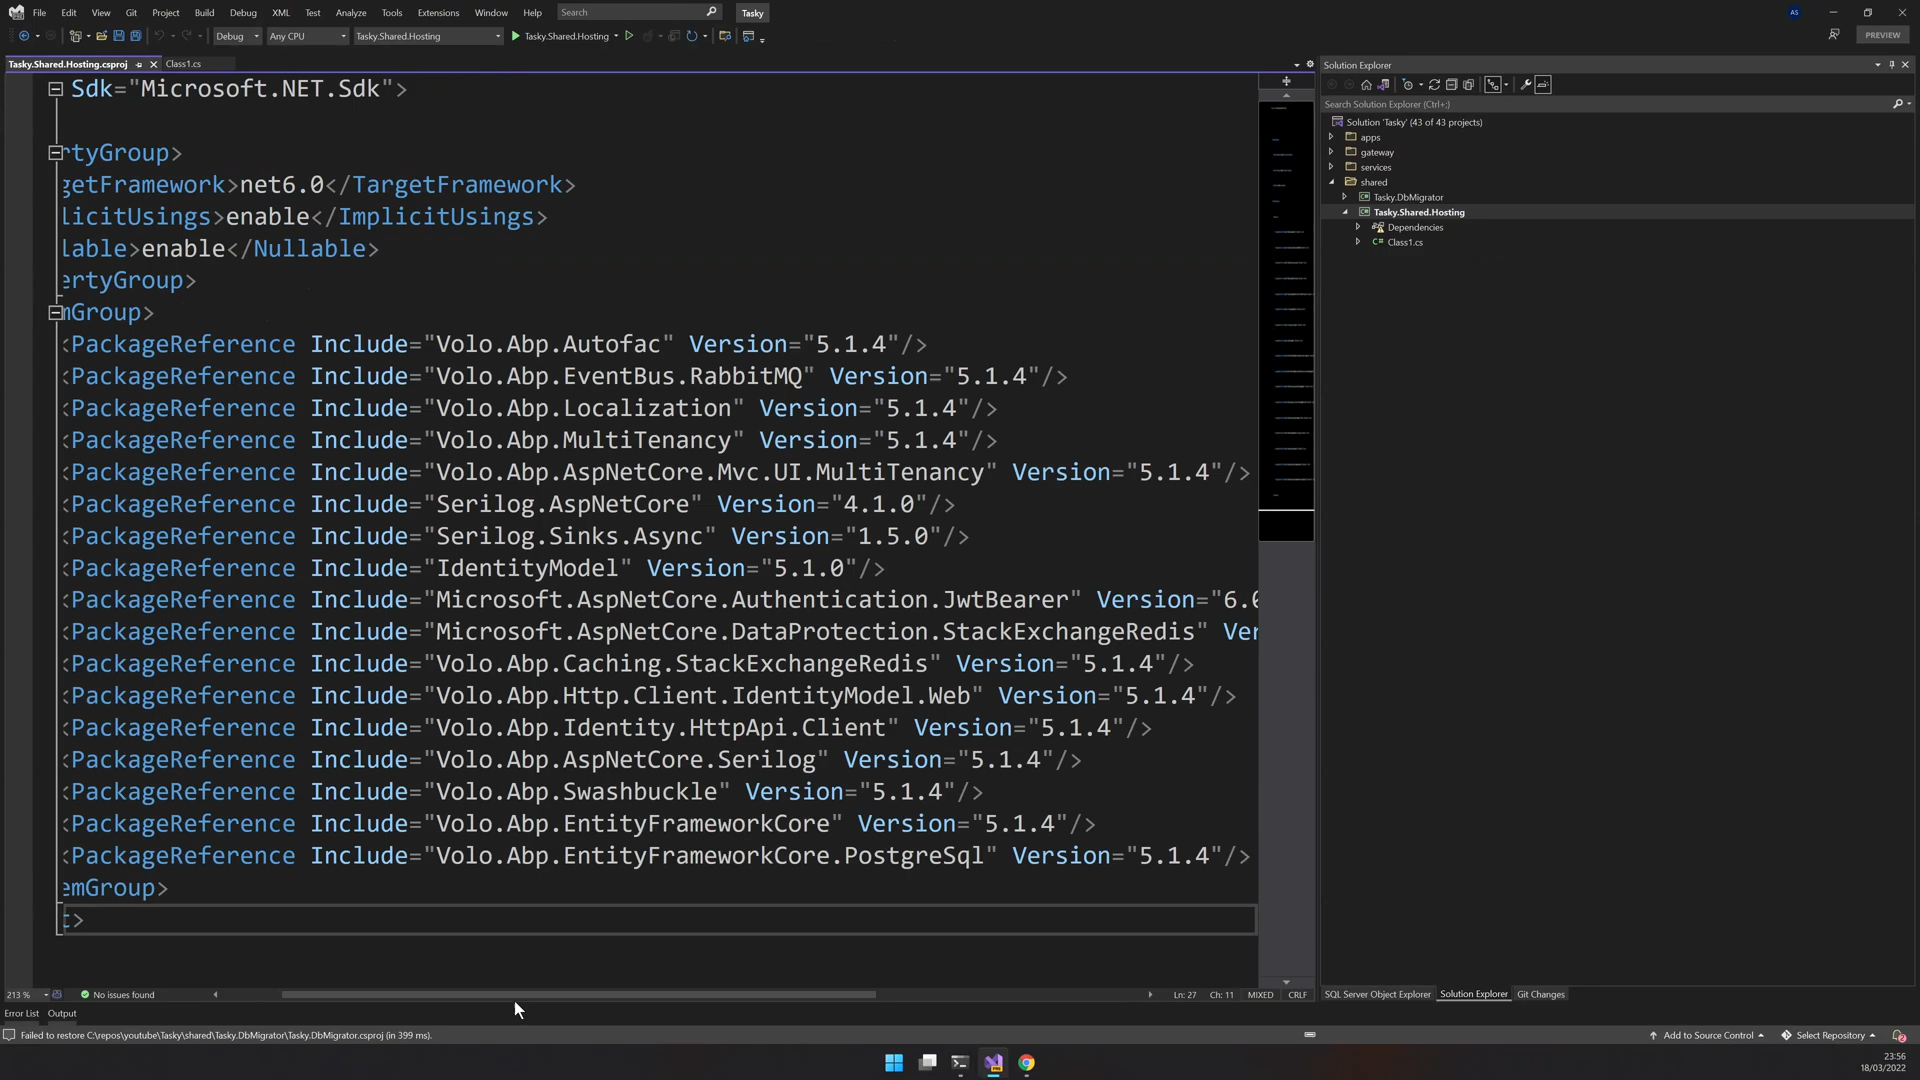 File Edit View Git Project Build Debug XML Test Analyze Tools Extensions Window Help Search Tasky AS
Debug Any CPU Tasky.Shared.Hosting Tasky.Shared.Hosting PREVIEW
Tasky.Shared.Hosting.csproj Class1.cs
Sdk="Microsoft.NET.Sdk">
rtyGroup>
getFramework>net6.0</TargetFramework>
licitUsings>enable</ImplicitUsings>
lable>enable</Nullable>
ertyGroup>
mGroup>
<PackageReference Include="Volo.Abp.Autofac" Version="5.1.4"/>
<PackageReference Include="Volo.Abp.EventBus.RabbitMQ" Version="5.1.4"/>
<PackageReference Include="Volo.Abp.Localization" Version="5.1.4"/>
<PackageReference Include="Volo.Abp.MultiTenancy" Version="5.1.4"/>
<PackageReference Include="Volo.Abp.AspNetCore.Mvc.UI.MultiTenancy" Version="5.1.4"/>
<PackageReference Include="Serilog.AspNetCore" Version="4.1.0"/>
<PackageReference Include="Serilog.Sinks.Async" Version="1.5.0"/>
<PackageReference Include="IdentityModel" Version="5.1.0"/>
<PackageReference Include="Microsoft.AspNetCore.Authentication.JwtBearer" Version="6.0
<PackageReference Include="Microsoft.AspNetCore.DataProtection.StackExchangeRedis" Ver
<PackageReference Include="Volo.Abp.Caching.StackExchangeRedis" Version="5.1.4"/>
<PackageReference Include="Volo.Abp.Http.Client.IdentityModel.Web" Version="5.1.4"/>
<PackageReference Include="Volo.Abp.Identity.HttpApi.Client" Version="5.1.4"/>
<PackageReference Include="Volo.Abp.AspNetCore.Serilog" Version="5.1.4"/>
<PackageReference Include="Volo.Abp.Swashbuckle" Version="5.1.4"/>
<PackageReference Include="Volo.Abp.EntityFrameworkCore" Version="5.1.4"/>
<PackageReference Include="Volo.Abp.EntityFrameworkCore.PostgreSql" Version="5.1.4"/>
emGroup>
t>
213 % No issues found Ln: 27 Ch: 11 MIXED CRLF
Error List Output
Solution Explorer
Search Solution Explorer (Ctrl+;)
Solution 'Tasky' (43 of 43 projects)
apps
gateway
services
shared
Tasky.DbMigrator
Tasky.Shared.Hosting
Dependencies
C# Class1.cs
SQL Server Object Explorer Solution Explorer Git Changes
Failed to restore C:\repos\youtube\Tasky\shared\Tasky.DbMigrator\Tasky.DbMigrator.csproj (in 399 ms). Add to Source Control Select Repository
23:56
18/03/2022